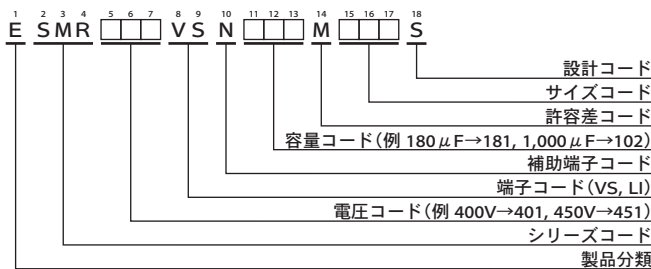 1 2 3 4 5 6 7 8 9 10 11 12 13 14 15 16 17 18
E SMR □□□ VS N □□□ M □□□ S
設計コード
サイズコード
許容差コード
容量コード(例 180μF→181, 1,000μF→102)
補助端子コード
端子コード(VS, LI)
電圧コード(例 400V→401, 450V→451)
シリーズコード
製品分類